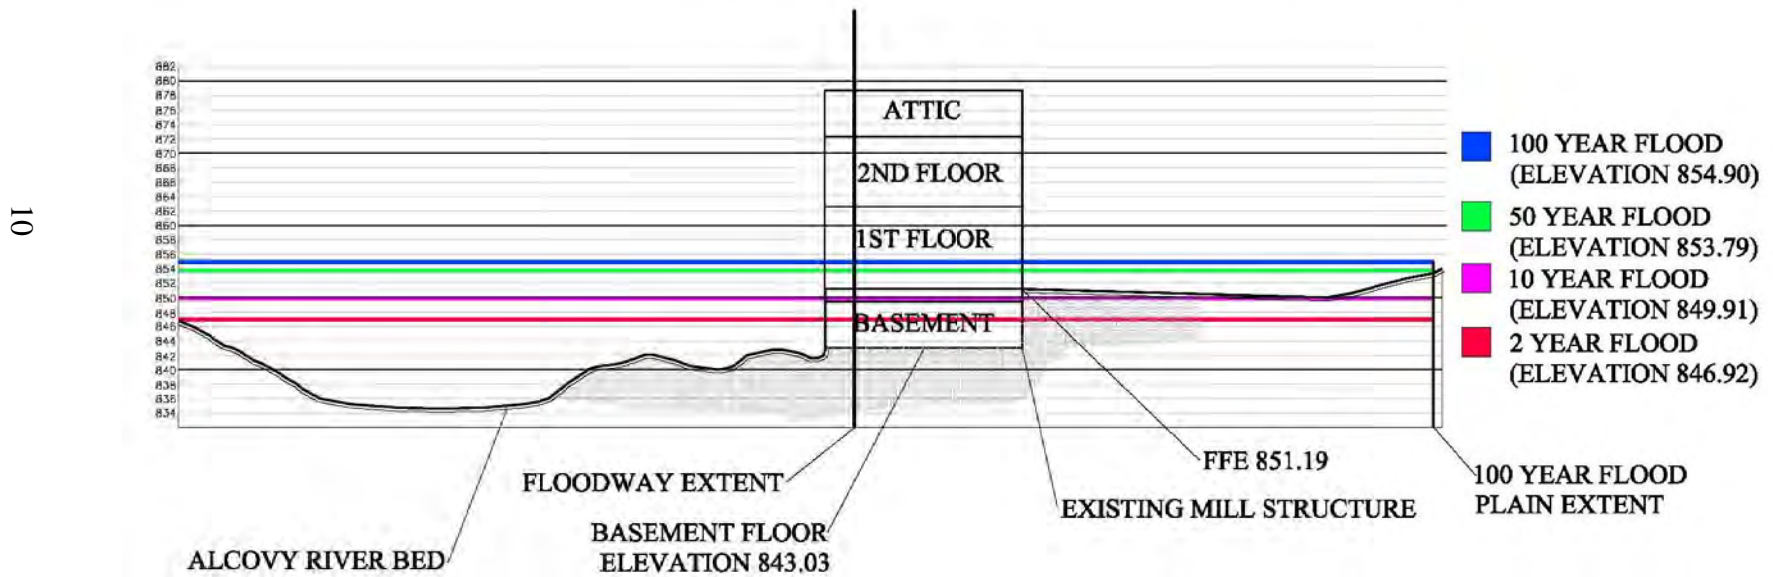 10
882
880
878
876
874
872
870
868
866
864
862
860
858
856
854
852
850
848
846
844
842
840
838
836
834
ATTIC
2ND FLOOR
1ST FLOOR
BASEMENT
100 YEAR FLOOD
(ELEVATION 854.90)
50 YEAR FLOOD
(ELEVATION 853.79)
10 YEAR FLOOD
(ELEVATION 849.91)
2 YEAR FLOOD
(ELEVATION 846.92)
FFE 851.19
FLOODWAY EXTENT
100 YEAR FLOOD
PLAIN EXTENT
EXISTING MILL STRUCTURE
BASEMENT FLOOR
ELEVATION 843.03
ALCOVY RIVER BED